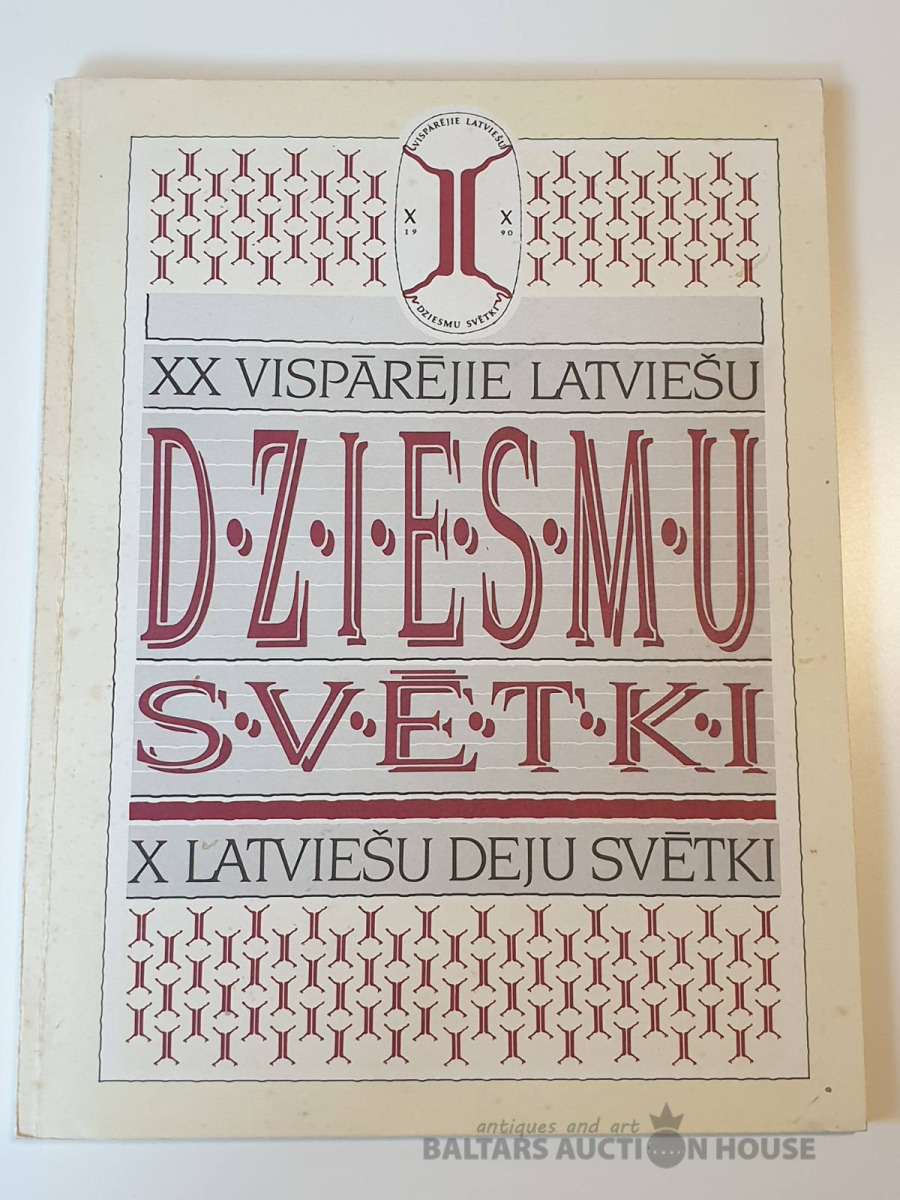 VISPĀRĒJIE LATVIEŠU
X X
19 90
DZIESMU SVĒTKI
XX VISPĀRĒJIE LATVIEŠU
D·Z·I·E·S·M·U
S·V·Ē·T·K·I
X LATVIEŠU DEJU SVĒTKI
antiques and art
BALTARS AUCTION HOUSE